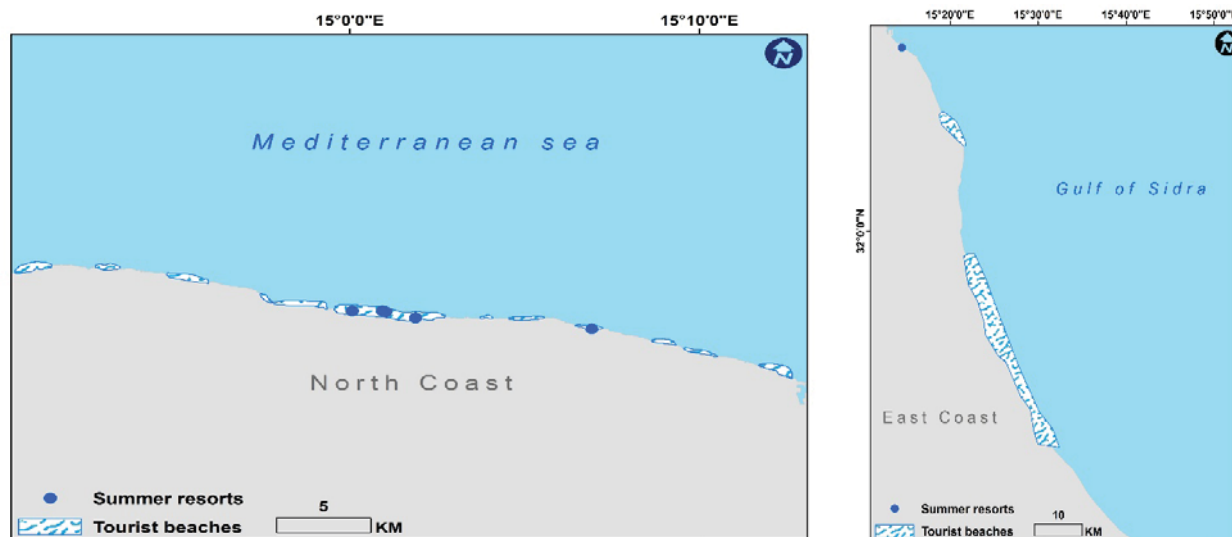 15°0'0"E
15°10'0"E
N
Mediterranean sea
North Coast
Summer resorts
5
Tourist beaches
KM
15°20'0"E
15°30'0"E
15°40'0"E
15°50'0"E
N
Gulf of Sidra
32°0'0"N
East Coast
Summer resorts
10
Tourist beaches
KM